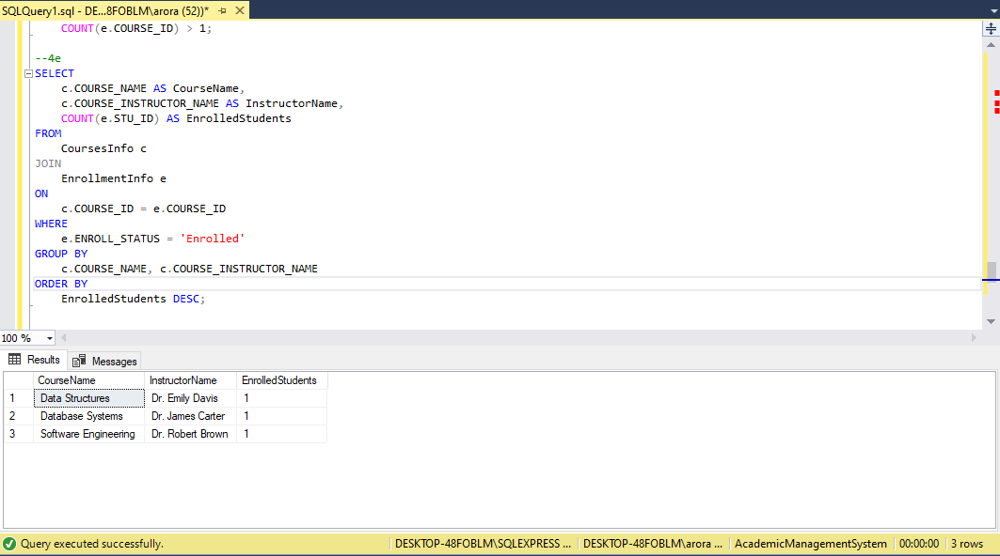 SQLQuery1.sql - DE...8FOBLM\arora (52))*
COUNT(e.COURSE_ID) > 1;
--4e
SELECT
c.COURSE_NAME AS CourseName,
c.COURSE_INSTRUCTOR_NAME AS InstructorName,
COUNT(e.STU_ID) AS EnrolledStudents
FROM
CoursesInfo c
JOIN
EnrollmentInfo e
ON
c.COURSE_ID = e.COURSE_ID
WHERE
e.ENROLL_STATUS = 'Enrolled'
GROUP BY
c.COURSE_NAME, c.COURSE_INSTRUCTOR_NAME
ORDER BY
EnrolledStudents DESC;
100 %
Results Messages
CourseName InstructorName EnrolledStudents
1 Data Structures Dr. Emily Davis 1
2 Database Systems Dr. James Carter 1
3 Software Engineering Dr. Robert Brown 1
Query executed successfully. DESKTOP-48FOBLM\SQLEXPRESS ... DESKTOP-48FOBLM\arora ... AcademicManagementSystem 00:00:00 3 rows